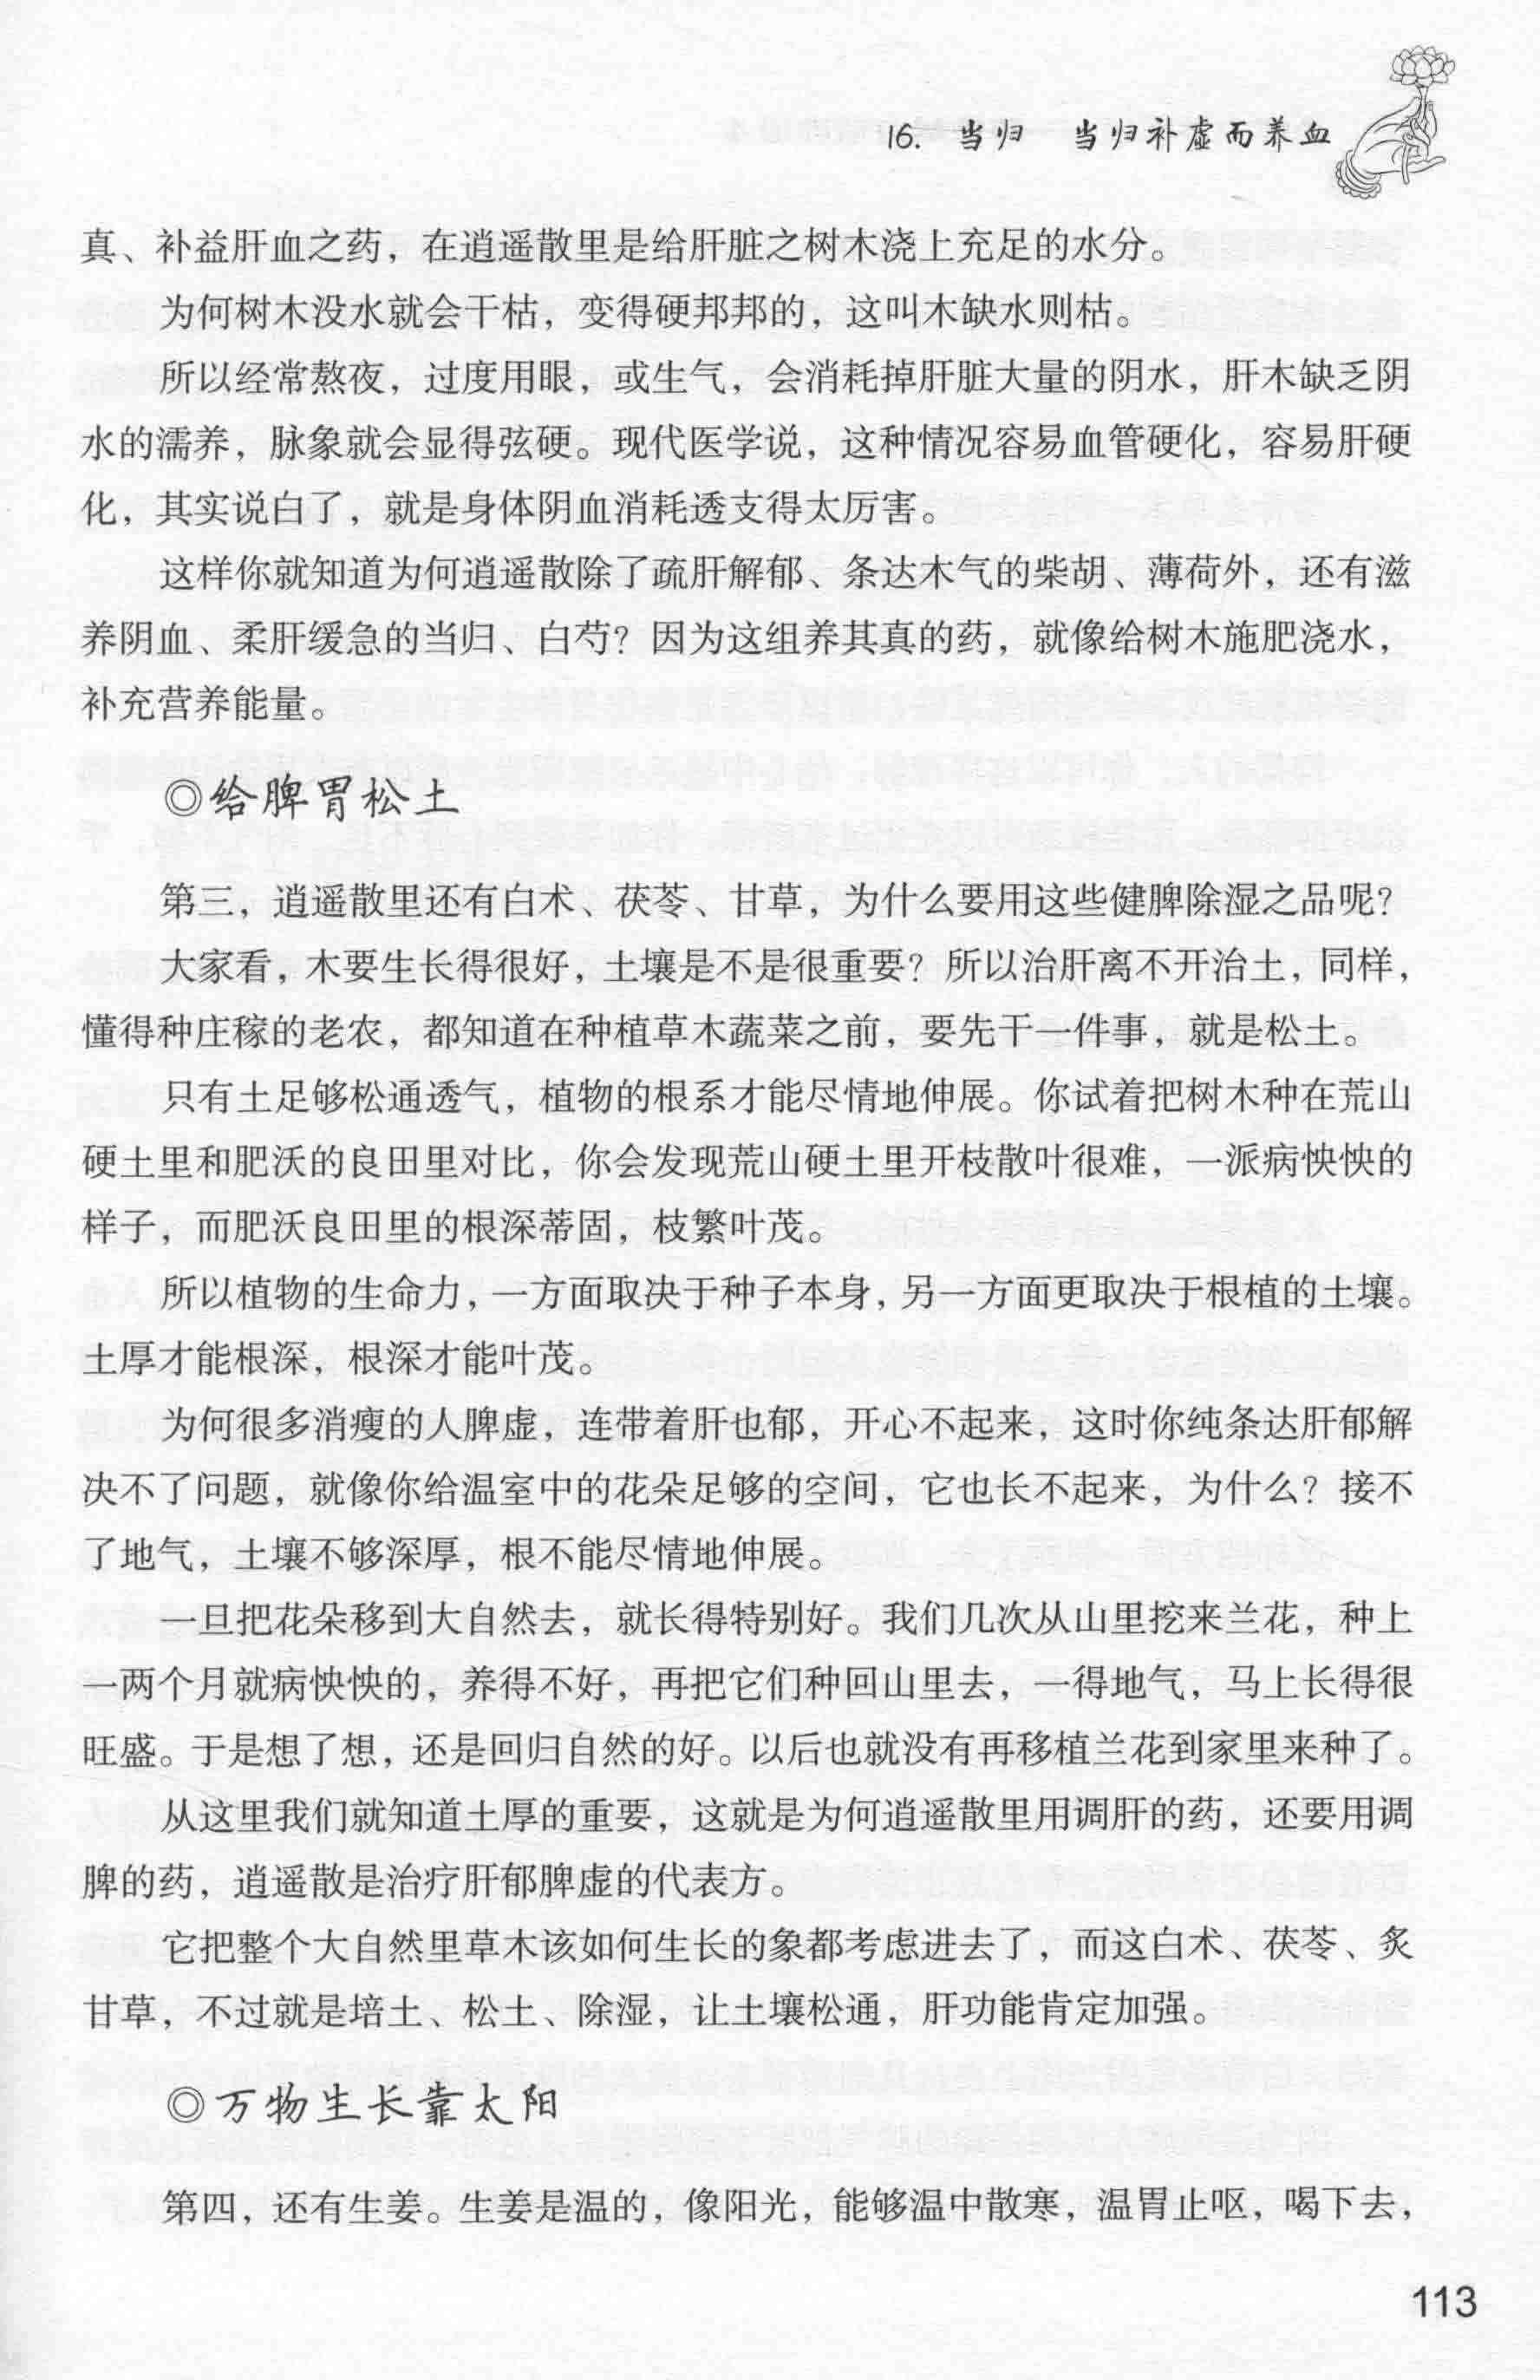 16. 当归 当归补虚而养血
真、补益肝血之药，在逍遥散里是给肝脏之树木浇上充足的水分。
为何树木没水就会干枯，变得硬邦邦的，这叫木缺水则枯。
所以经常熬夜，过度用眼，或生气，会消耗掉肝脏大量的阴水，肝木缺乏阴
水的濡养，脉象就会显得弦硬。现代医学说，这种情况容易血管硬化，容易肝硬
化，其实说白了，就是身体阴血消耗透支得太厉害。
这样你就知道为何逍遥散除了疏肝解郁、条达木气的柴胡、薄荷外，还有滋
养阴血、柔肝缓急的当归、白芍？因为这组养其真的药，就像给树木施肥浇水，
补充营养能量。
◎给脾胃松土
第三，逍遥散里还有白术、茯苓、甘草，为什么要用这些健脾除湿之品呢？
大家看，木要生长得很好，土壤是不是很重要？所以治肝离不开治土，同样，
懂得种庄稼的老农，都知道在种植草木蔬菜之前，要先干一件事，就是松土。
只有土足够松通透气，植物的根系才能尽情地伸展。你试着把树木种在荒山
硬土里和肥沃的良田里对比，你会发现荒山硬土里开枝散叶很难，一派病怏怏的
样子，而肥沃良田里的根深蒂固，枝繁叶茂。
所以植物的生命力，一方面取决于种子本身，另一方面更取决于根植的土壤。
土厚才能根深，根深才能叶茂。
为何很多消瘦的人脾虚，连带着肝也郁，开心不起来，这时你纯条达肝郁解
决不了问题，就像你给温室中的花朵足够的空间，它也长不起来，为什么？接不
了地气，土壤不够深厚，根不能尽情地伸展。
一旦把花朵移到大自然去，就长得特别好。我们几次从山里挖来兰花，种上
一两个月就病怏怏的，养得不好，再把它们种回山里去，一得地气，马上长得很
旺盛。于是想了想，还是回归自然的好。以后也就没有再移植兰花到家里来种了。
从这里我们就知道土厚的重要，这就是为何逍遥散里用调肝的药，还要用调
脾的药，逍遥散是治疗肝郁脾虚的代表方。
它把整个大自然里草木该如何生长的象都考虑进去了，而这白术、茯苓、炙
甘草，不过就是培土、松土、除湿，让土壤松通，肝功能肯定加强。
◎万物生长靠太阳
第四，还有生姜。生姜是温的，像阳光，能够温中散寒，温胃止呕，喝下去，
113